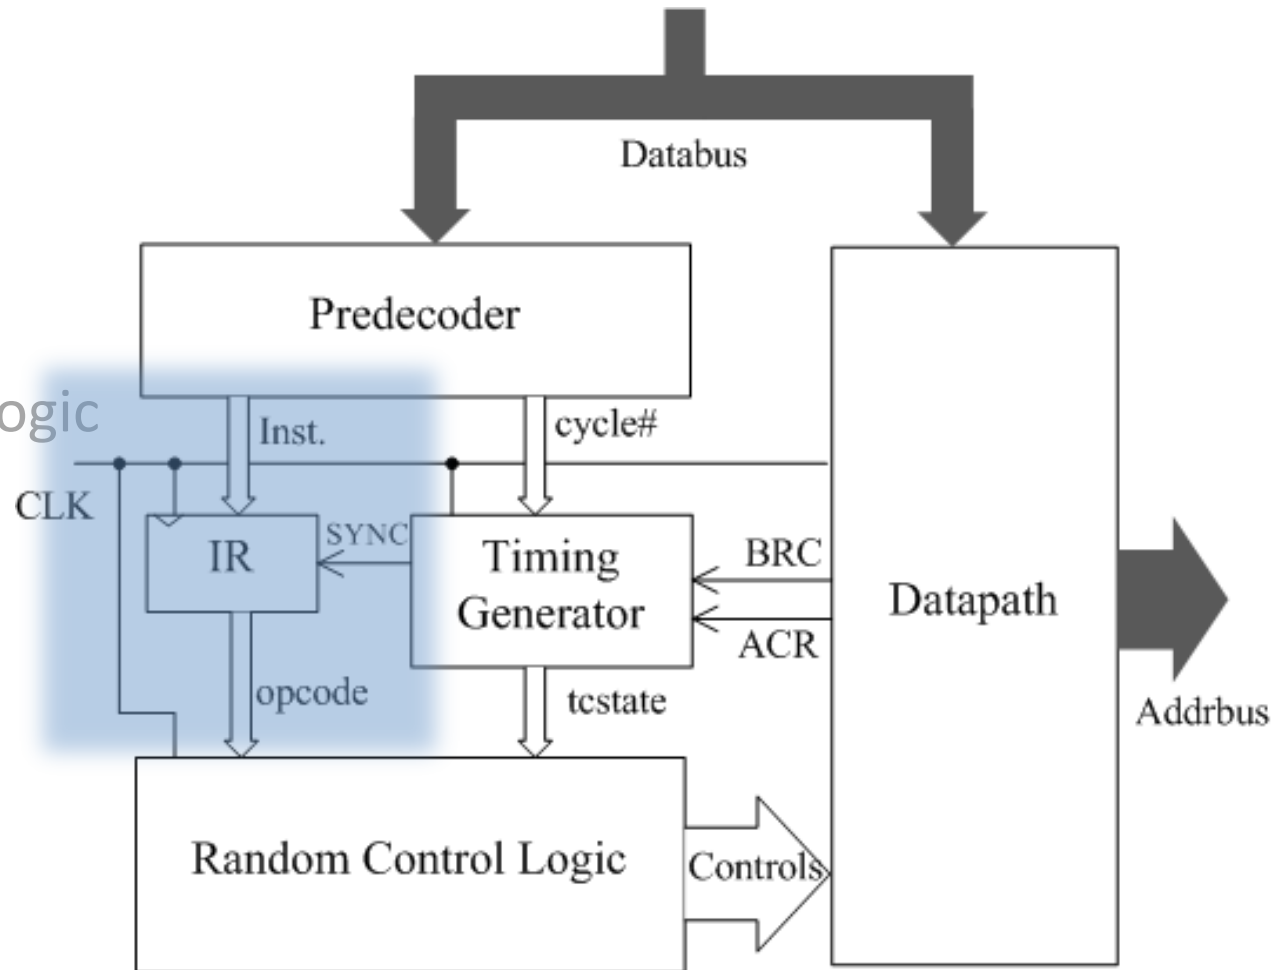 Databus
Predecoder
ogic
Inst.
cycle#
CLK
IR
SYNC
Timing
Generator
BRC
ACR
Datapath
opcode
tcstate
Addrbus
Random Control Logic
Controls